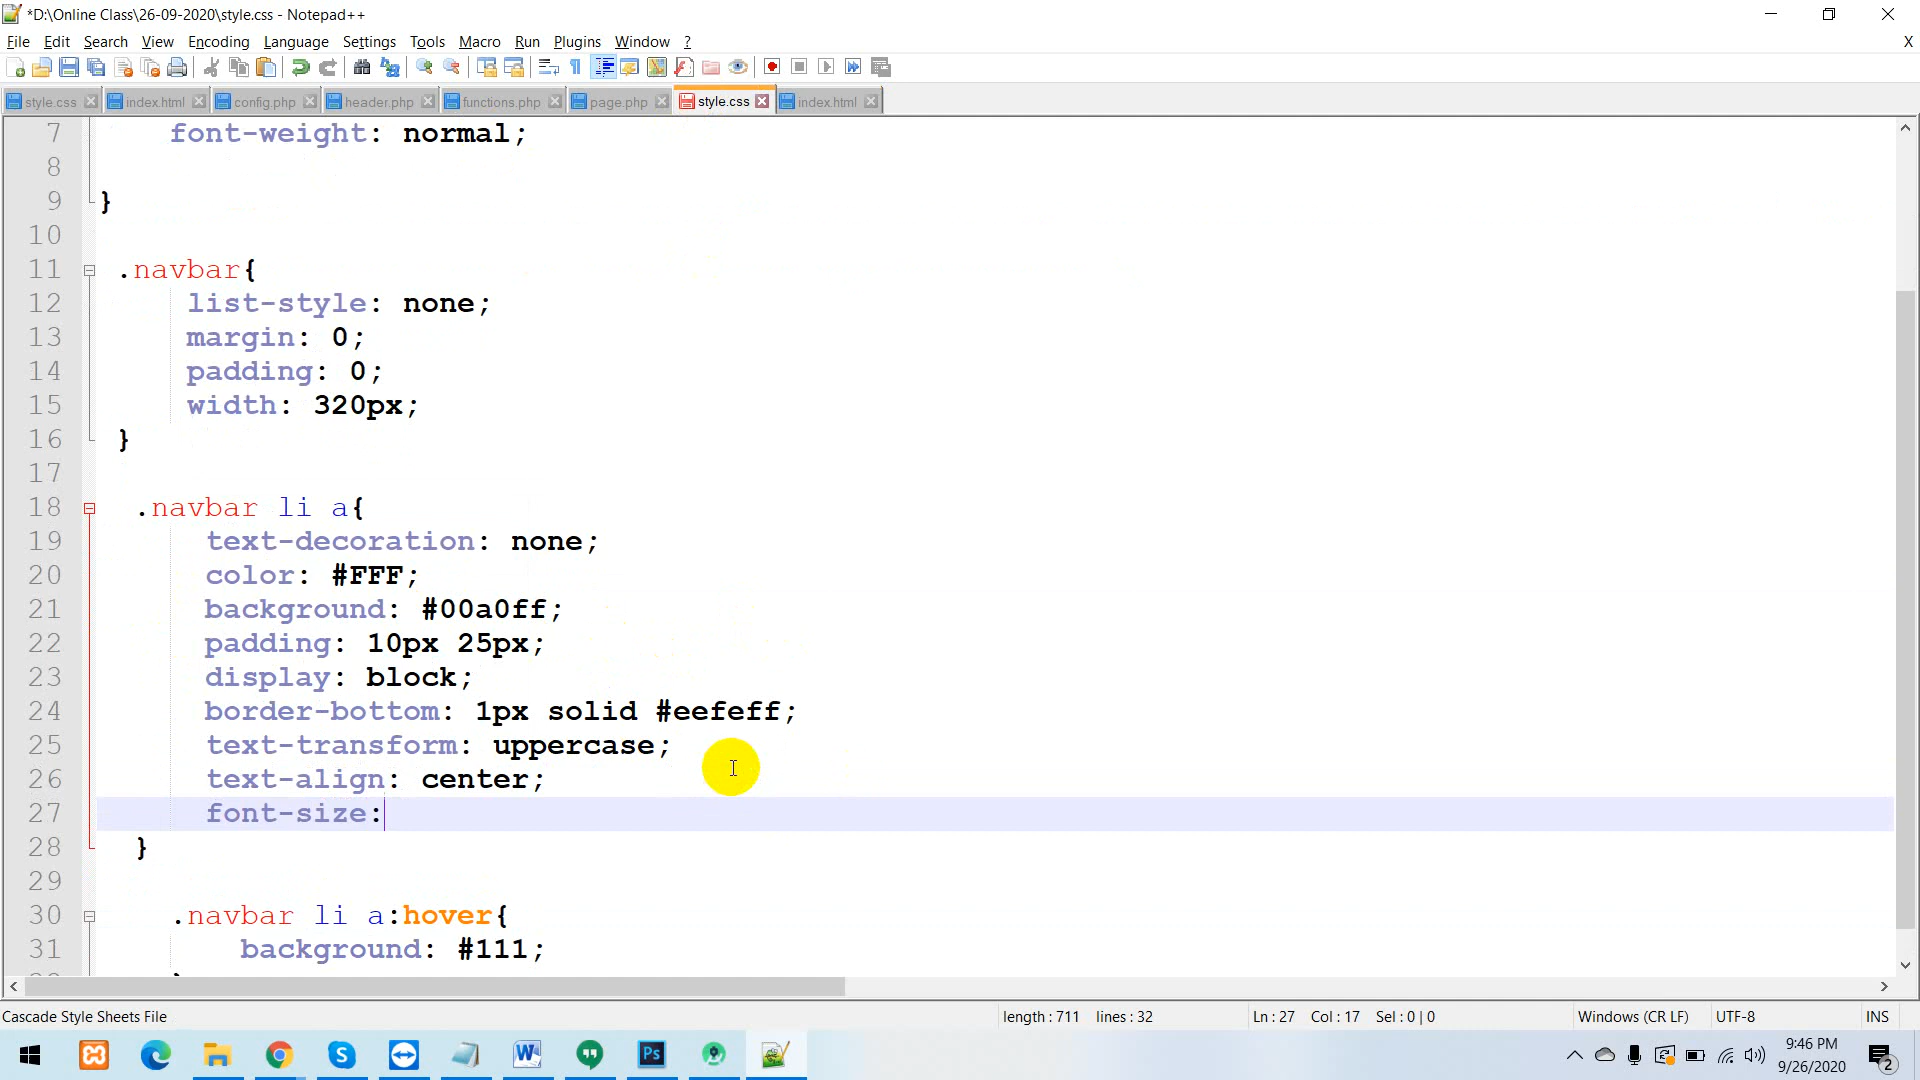 *D:\Online Class\26-09-2020\style.css - Notepad++
File Edit Search View Encoding Language Settings Tools Macro Run Plugins Window ? X
style.css index.html config.php header.php functions.php page.php style.css index.html
7 font-weight: normal;
8
9 }
10
11 .navbar{
12 list-style: none;
13 margin: 0;
14 padding: 0;
15 width: 320px;
16 }
17
18 .navbar li a{
19 text-decoration: none;
20 color: #FFF;
21 background: #00a0ff;
22 padding: 10px 25px;
23 display: block;
24 border-bottom: 1px solid #eefeff;
25 text-transform: uppercase;
26 text-align: center;
27 font-size:
28 }
29
30 .navbar li a:hover{
31 background: #111;
Cascade Style Sheets File length : 711 lines : 32 Ln : 27 Col : 17 Sel : 0 | 0 Windows (CR LF) UTF-8 INS
9:46 PM
9/26/2020
2